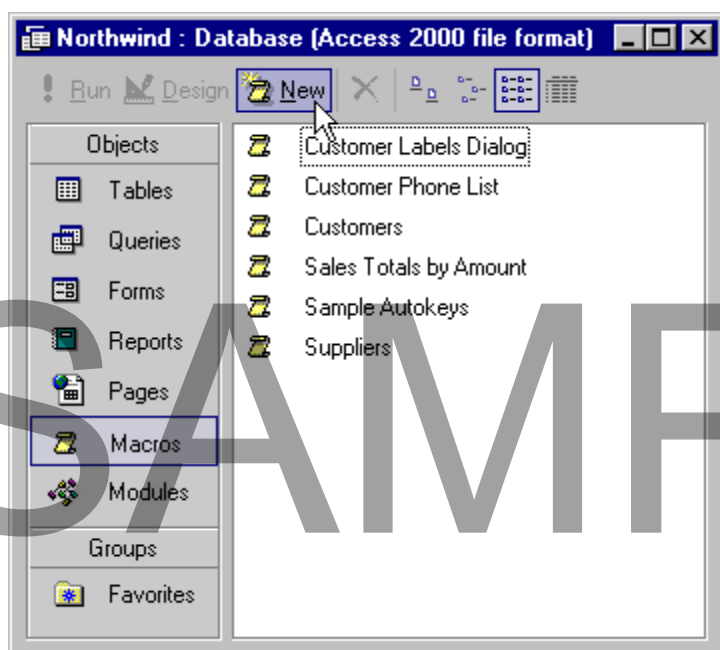 Northwind : Database (Access 2000 file format)
Run Design New
Objects
Tables
Queries
Forms
Reports
Pages
Macros
Modules
Groups
Favorites
Customer Labels Dialog
Customer Phone List
Customers
Sales Totals by Amount
Sample Autokeys
Suppliers
SAMP